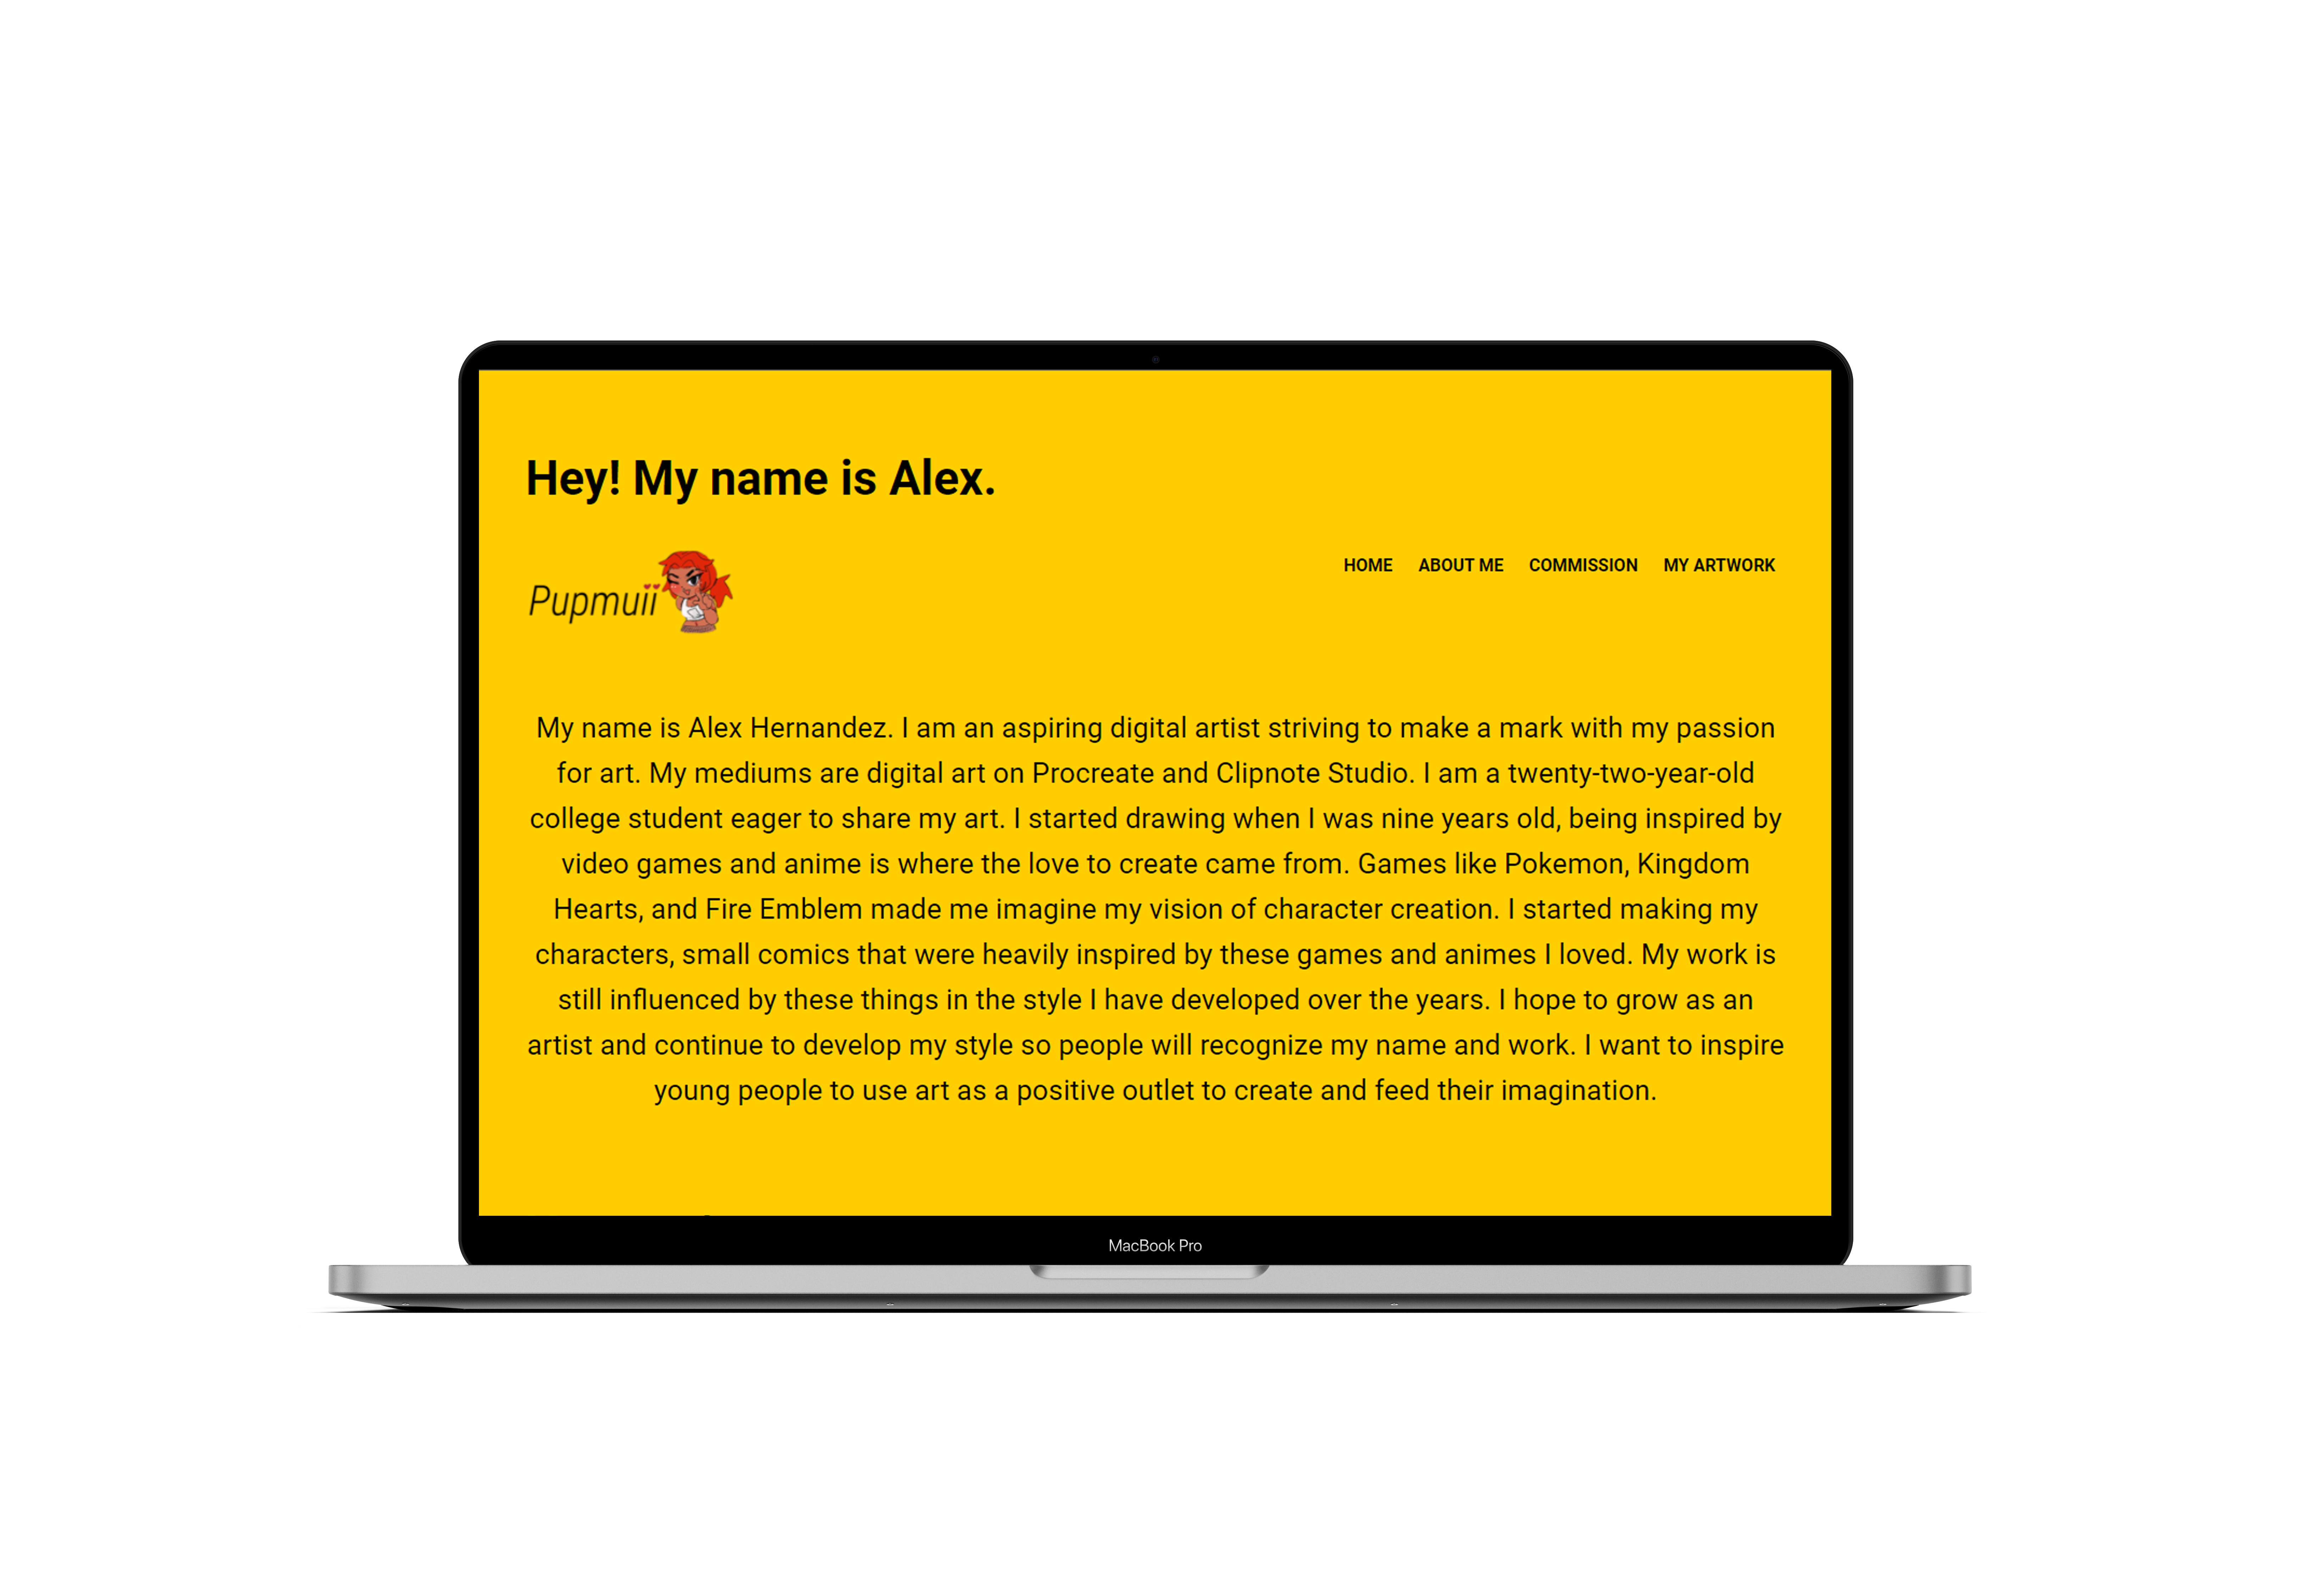 Hey! My name is Alex.
Pupmuii
HOME ABOUT ME COMMISSION MY ARTWORK
My name is Alex Hernandez. I am an aspiring digital artist striving to make a mark with my passion
for art. My mediums are digital art on Procreate and Clipnote Studio. I am a twenty-two-year-old
college student eager to share my art. I started drawing when I was nine years old, being inspired by
video games and anime is where the love to create came from. Games like Pokemon, Kingdom
Hearts, and Fire Emblem made me imagine my vision of character creation. I started making my
characters, small comics that were heavily inspired by these games and animes I loved. My work is
still influenced by these things in the style I have developed over the years. I hope to grow as an
artist and continue to develop my style so people will recognize my name and work. I want to inspire
young people to use art as a positive outlet to create and feed their imagination.
MacBook Pro